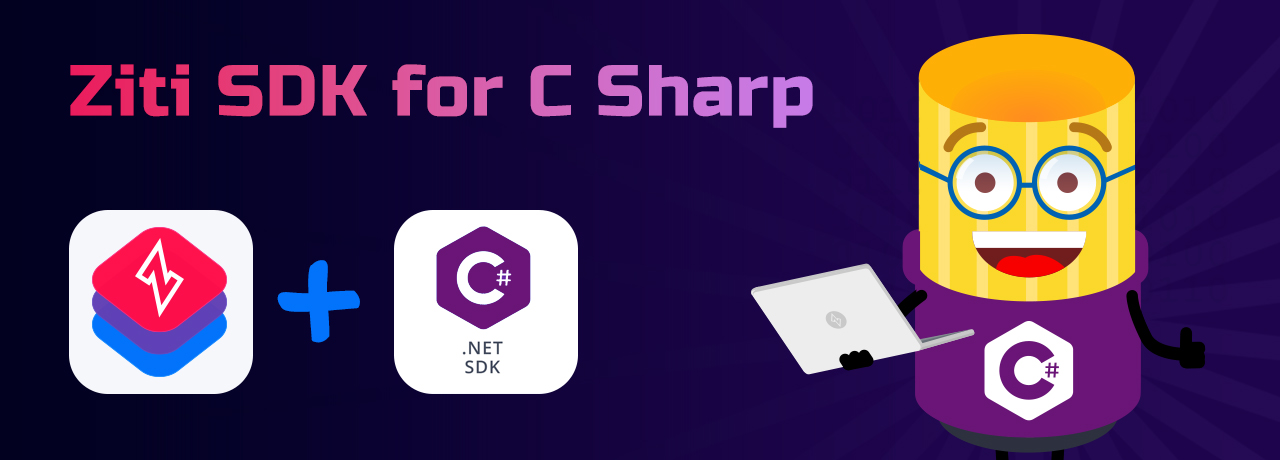 Ziti SDK for C Sharp
C#
.NET
SDK
C#